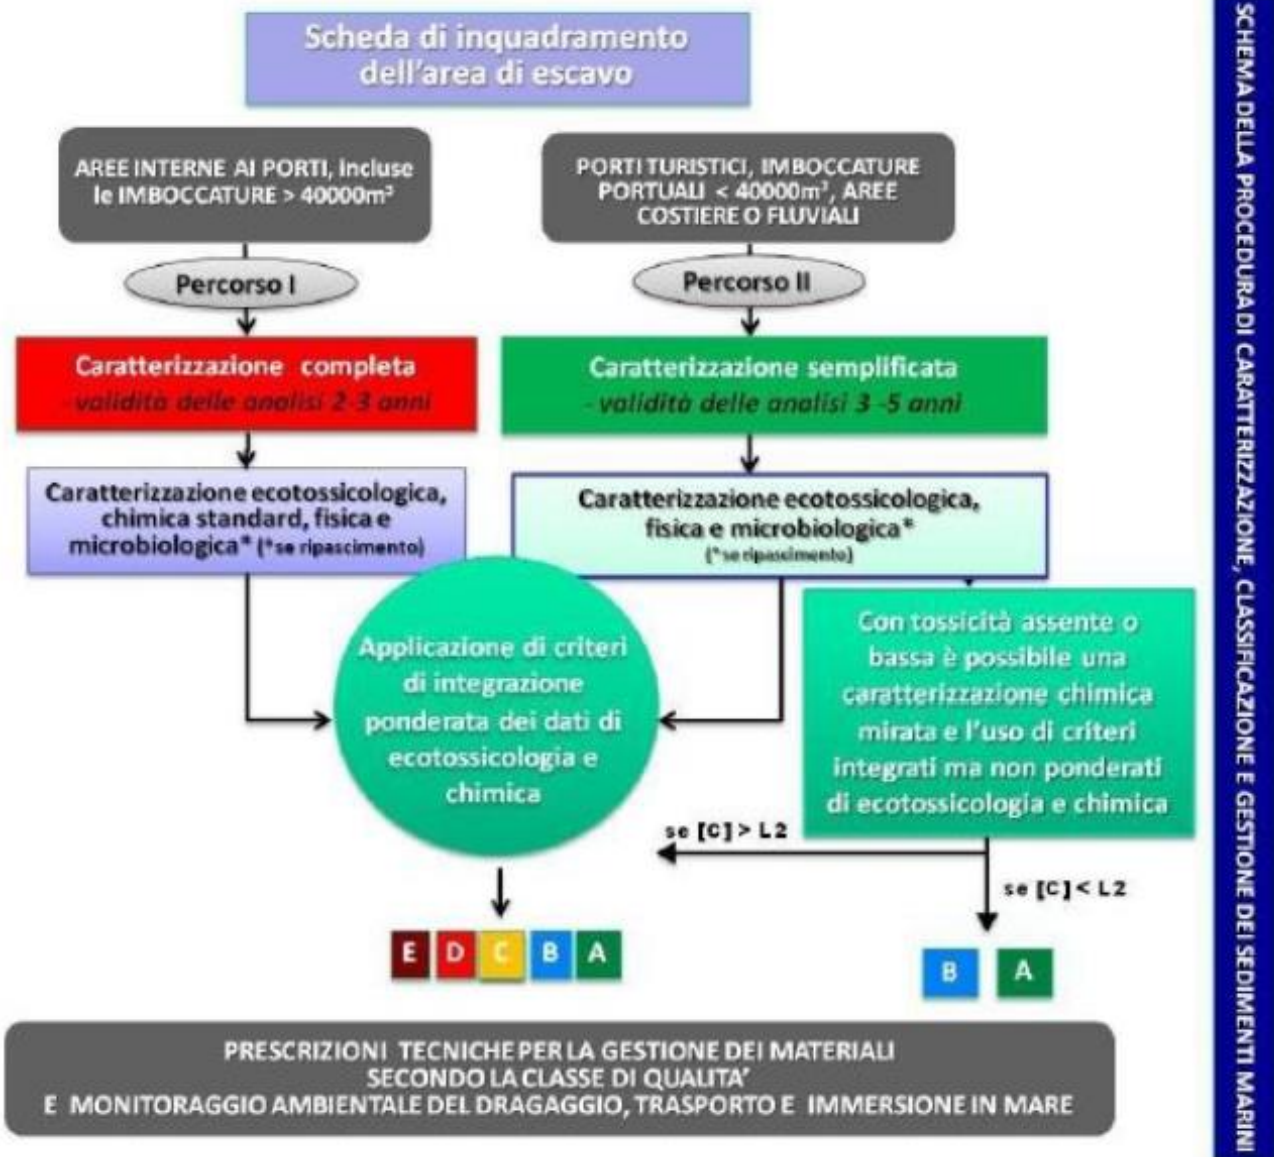 Scheda di inquadramento
dell'area di escavo
AREE INTERNE AI PORTI, incluse
le IMBOCCATURE > 40000m³
PORTI TURISTICI, IMBOCCATURE
PORTUALI < 40000m³, AREE
COSTIERE O FLUVIALI
Percorso I
Percorso II
Caratterizzazione completa
- validità delle analisi 2-3 anni
Caratterizzazione semplificata
- validità delle analisi 3 -5 anni
Caratterizzazione ecotossicologica,
chimica standard, fisica e
microbiologica* (*se ripascimento)
Caratterizzazione ecotossicologica,
fisica e microbiologica*
(*se ripascimento)
Applicazione di criteri
di integrazione
ponderata dei dati di
ecotossicologia e
chimica
Con tossicità assente o
bassa è possibile una
caratterizzazione chimica
mirata e l'uso di criteri
integrati ma non ponderati
di ecotossicologia e chimica
se [C] > L2
se [C] < L2
E D C B A
B A
PRESCRIZIONI TECNICHE PER LA GESTIONE DEI MATERIALI
SECONDO LA CLASSE DI QUALITA'
E MONITORAGGIO AMBIENTALE DEL DRAGAGGIO, TRASPORTO E IMMERSIONE IN MARE
SCHEMA DELLA PROCEDURA DI CARATTERIZZAZIONE, CLASSIFICAZIONE E GESTIONE DEI SEDIMENTI MARINI